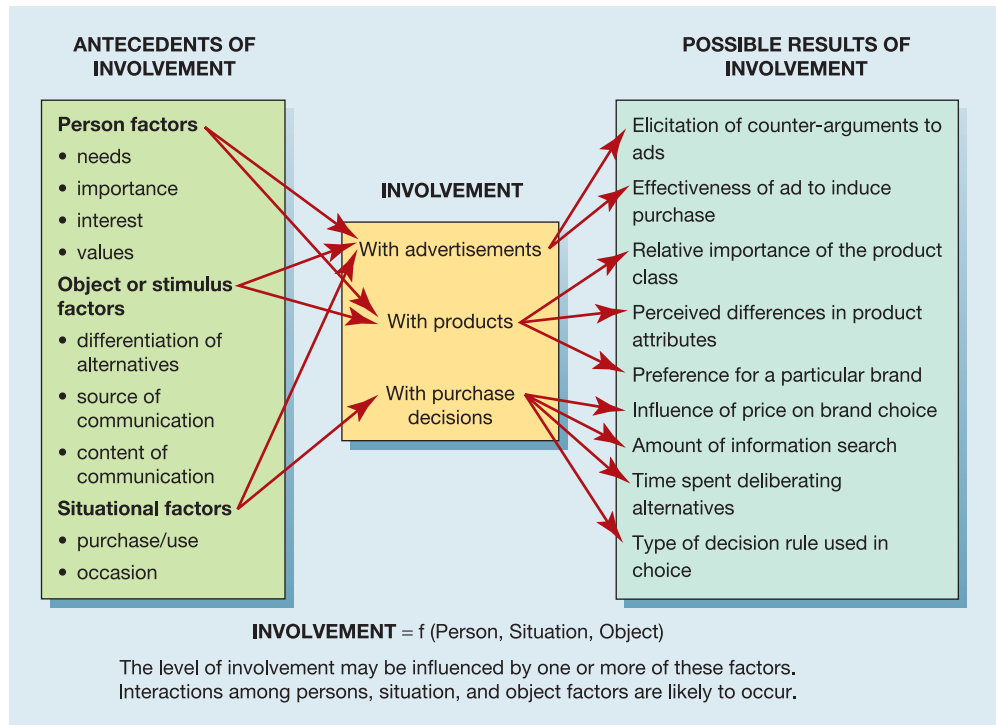 ANTECEDENTS OF
INVOLVEMENT
Person factors
• needs
• importance
• interest
• values
Object or stimulus
factors
• differentiation of
alternatives
• source of
communication
• content of
communication
Situational factors
• purchase/use
• occasion
INVOLVEMENT
With advertisements
With products
With purchase
decisions
POSSIBLE RESULTS OF
INVOLVEMENT
Elicitation of counter-arguments to
ads
Effectiveness of ad to induce
purchase
Relative importance of the product
class
Perceived differences in product
attributes
Preference for a particular brand
Influence of price on brand choice
Amount of information search
Time spent deliberating
alternatives
Type of decision rule used in
choice
INVOLVEMENT = f (Person, Situation, Object)
The level of involvement may be influenced by one or more of these factors.
Interactions among persons, situation, and object factors are likely to occur.